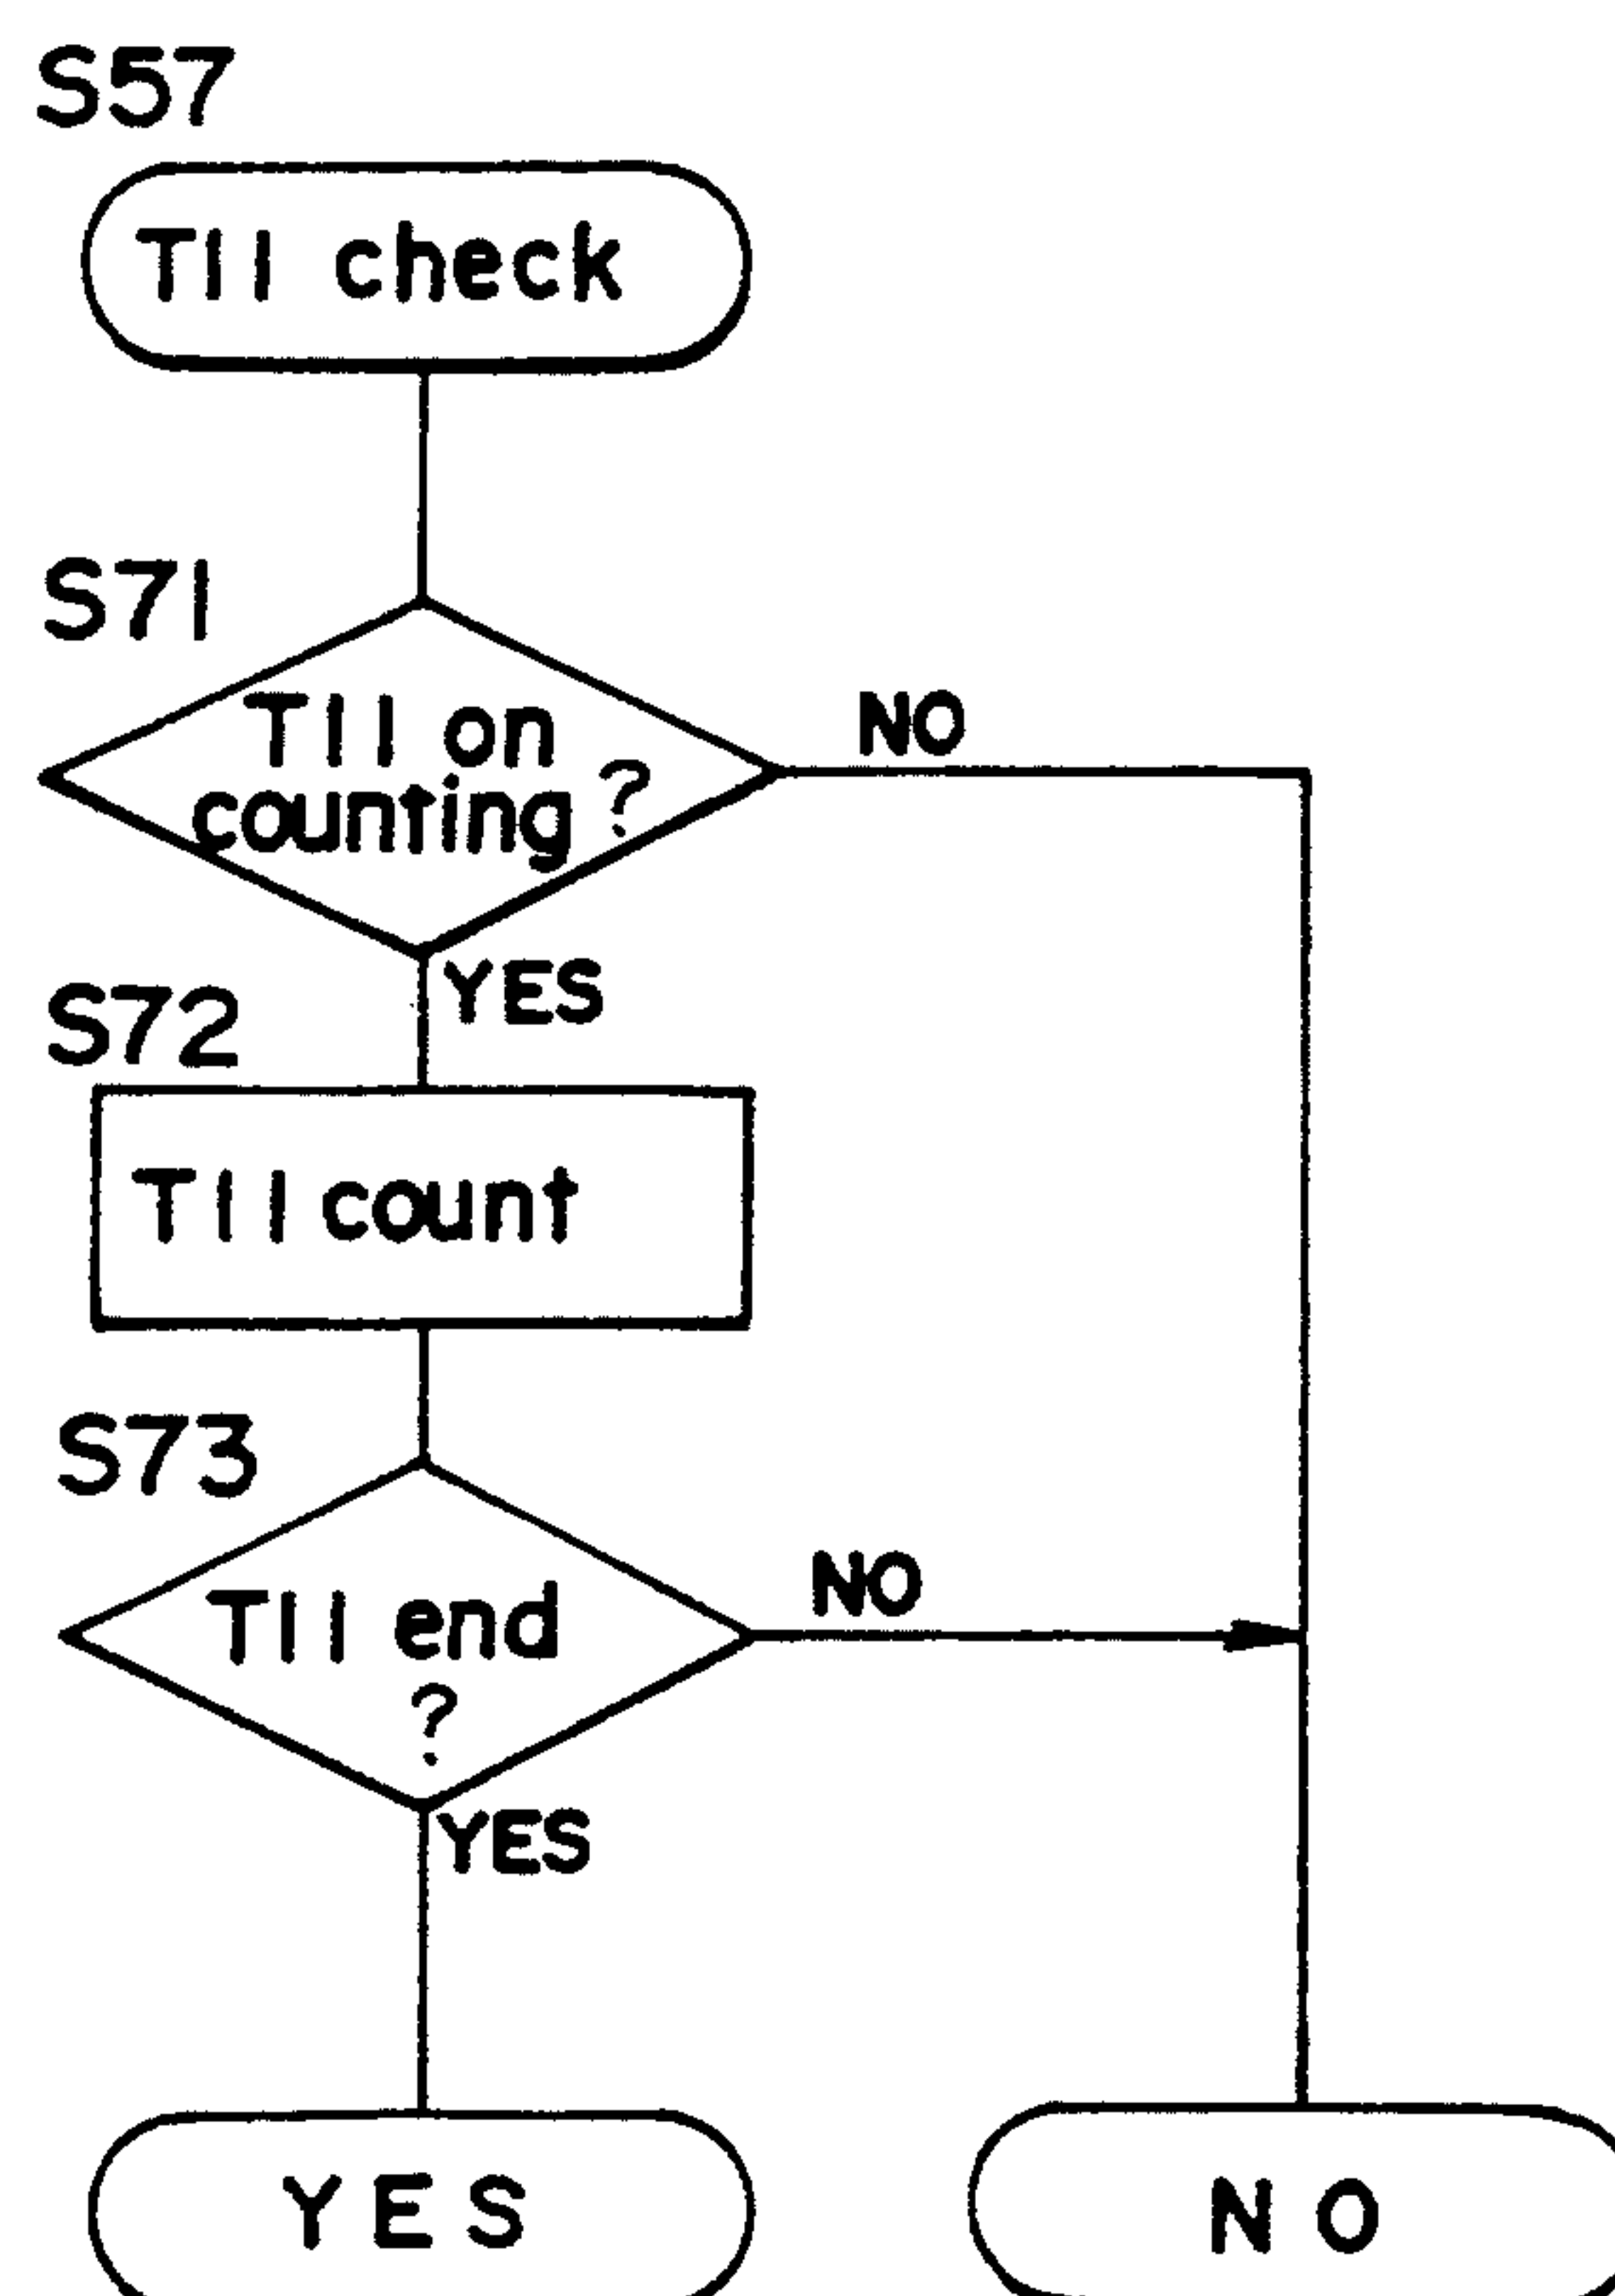 S57
T11 check
S71
T11 on
counting ?
NO
YES
S72
T11 count
S73
T11 end
?
NO
YES
YES
NO